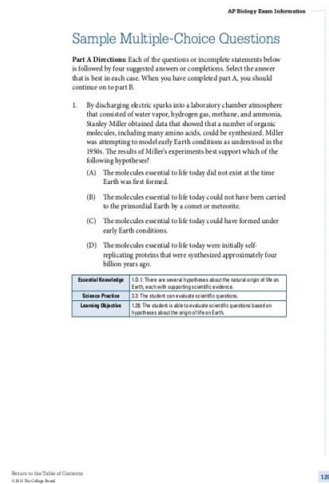 AP Biology Exam Information
Sample Multiple-Choice Questions
Part A Directions: Each of the questions or incomplete statements below
is followed by four suggested answers or completions. Select the answer
that is best in each case. When you have completed part A, you should
continue on to part B.
1. By discharging electric sparks into a laboratory chamber atmosphere
that consisted of water vapor, hydrogen gas, methane, and ammonia,
Stanley Miller obtained data that showed that a number of organic
molecules, including many amino acids, could be synthesized. Miller
was attempting to model early Earth conditions as understood in the
1950s. The results of Miller's experiments best support which of the
following hypotheses?
(A) The molecules essential to life today did not exist at the time
Earth was first formed.
(B) The molecules essential to life today could not have been carried
to the primordial Earth by a comet or meteorite.
(C) The molecules essential to life today could have formed under
early Earth conditions.
(D) The molecules essential to life today were initially self-
replicating proteins that were synthesized approximately four
billion years ago.
Essential Knowledge 1.D.1: There are several hypotheses about the natural origin of life on
Earth, each with supporting scientific evidence.
Science Practice 3.3: The student can evaluate scientific questions.
Learning Objective 1.28: The student is able to evaluate scientific questions based on
hypotheses about the origin of life on Earth.
Return to the Table of Contents
© 2015 The College Board.